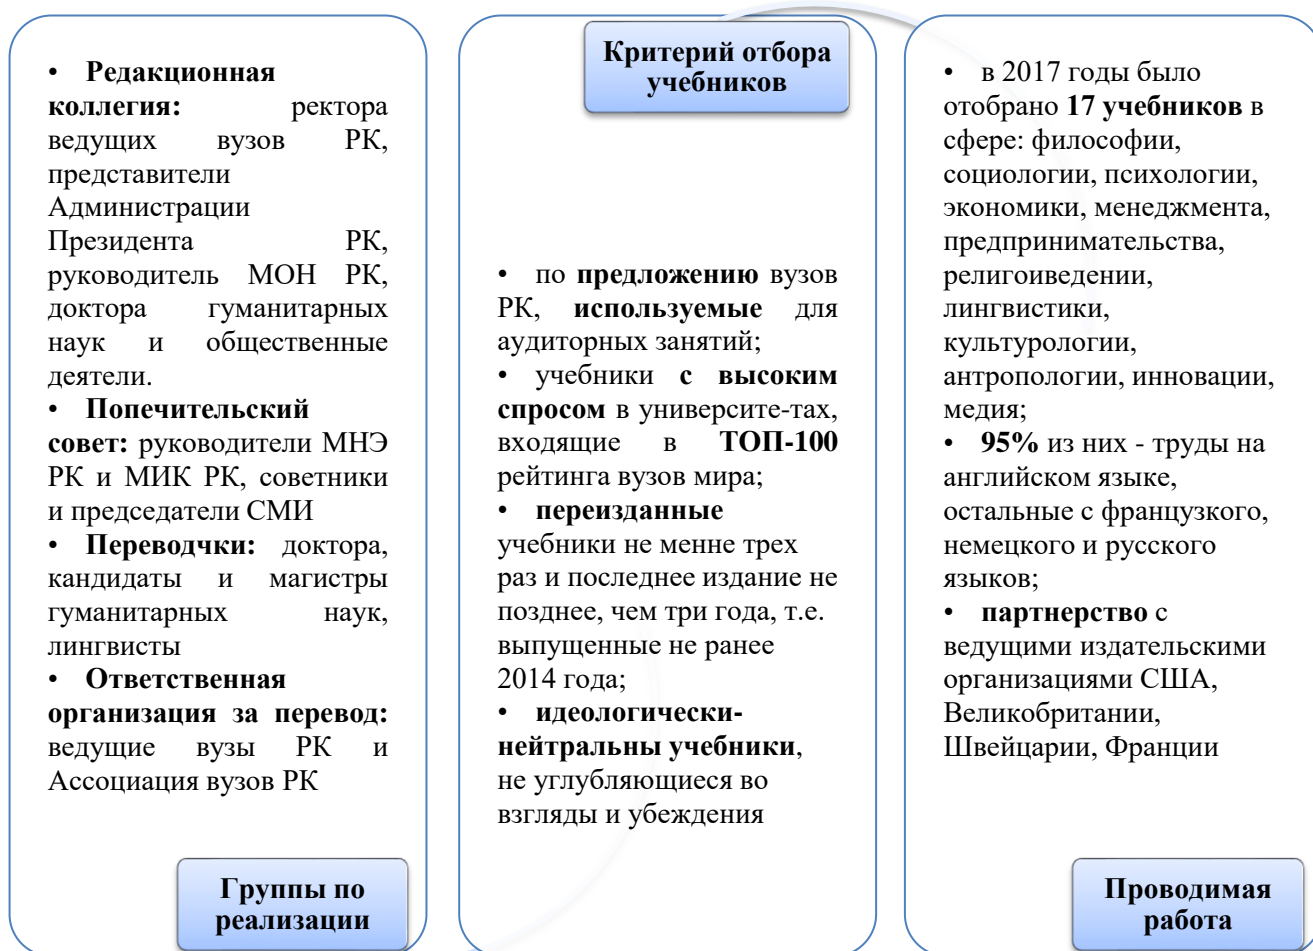 • Редакционная
коллегия: ректора
ведущих вузов РК,
представители
Администрации
Президента РК,
руководитель МОН РК,
доктора гуманитарных
наук и общественные
деятели.
• Попечительский
совет: руководители МНЭ
РК и МИК РК, советники
и председатели СМИ
• Переводчки: доктора,
кандидаты и магистры
гуманитарных наук,
лингвисты
• Ответственная
организация за перевод:
ведущие вузы РК и
Ассоциация вузов РК
Группы по
реализации
Критерий отбора
учебников
• по предложению вузов
РК, используемые для
аудиторных занятий;
• учебники с высоким
спросом в университе-тах,
входящие в ТОП-100
рейтинга вузов мира;
• переизданные
учебники не менне трех
раз и последнее издание не
позднее, чем три года, т.е.
выпущенные не ранее
2014 года;
• идеологически-
нейтральны учебники,
не углубляющиеся во
взгляды и убеждения
• в 2017 годы было
отобрано 17 учебников в
сфере: философии,
социологии, психологии,
экономики, менеджмента,
предпринимательства,
религоиведении,
лингвистики,
культурологии,
антропологии, инновации,
медия;
• 95% из них - труды на
английском языке,
остальные с французкого,
немецкого и русского
языков;
• партнерство с
ведущими издательскими
организациями США,
Великобритании,
Швейцарии, Франции
Проводимая
работа